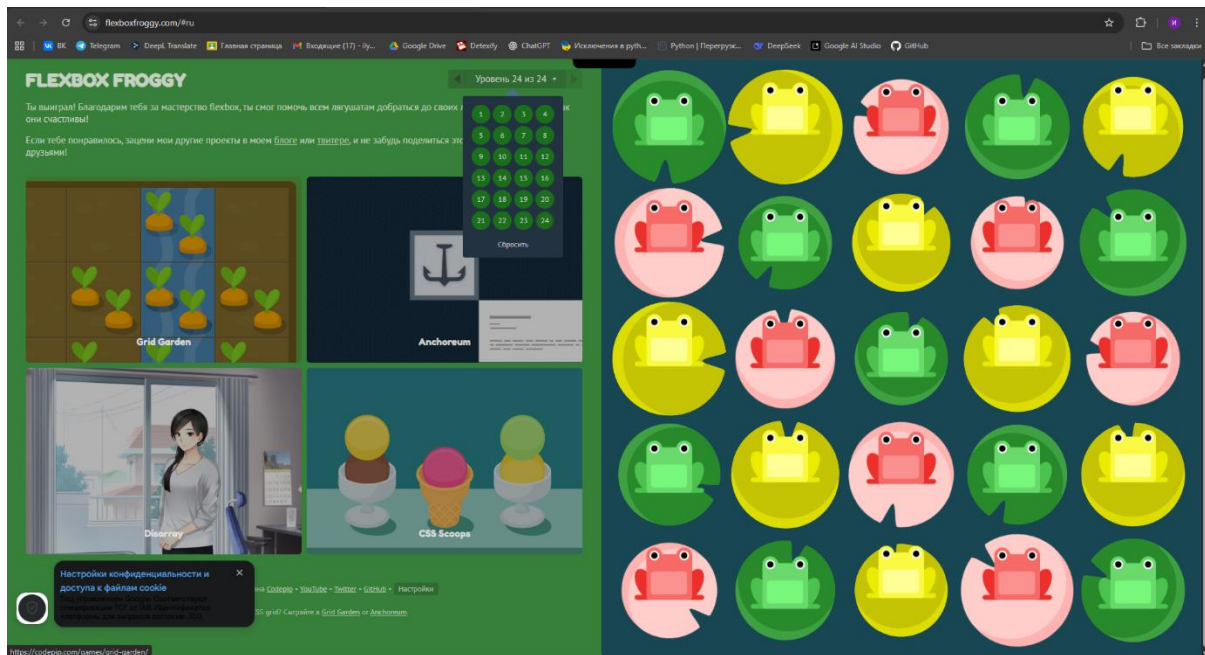 flexboxfroggy.com/#ru
ВК Telegram DeepL Translate Главная страница Входящие (17) - ily... Google Drive Detexify ChatGPT Исключения в pyth... Python | Перегрузк... DeepSeek Google AI Studio GitHub Все закладки
FLEXBOX FROGGY
Уровень 24 из 24
Ты выиграл! Благодарим тебя за мастерство flexbox, ты смог помочь всем лягушатам добраться до своих
они счастливы!
Если тебе понравилось, зацени мои другие проекты в моем блоге или твитере, и не забудь поделиться
друзьями!
1 2 3 4
5 6 7 8
9 10 11 12
13 14 15 16
17 18 19 20
21 22 23 24
Сбросить
Grid Garden
Anchoreum
Disarray
CSS Scoops
Настройки конфиденциальности и
доступа к файлам cookie
Codepip • YouTube • Twitter • GitHub • Настройки
CSS grid? Сыграйте в Grid Garden or Anchoreum.
https://codepip.com/games/grid-garden/